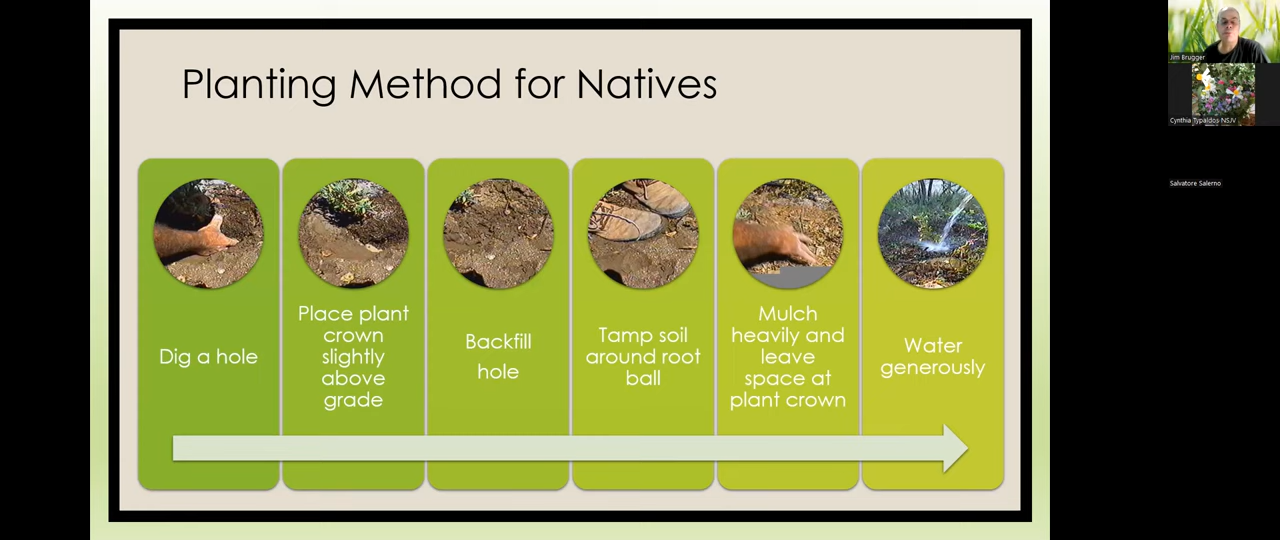 Planting Method for Natives
Dig a hole
Place plant
crown
slightly
above
grade
Backfill
hole
Tamp soil
around root
ball
Mulch
heavily and
leave
space at
plant crown
Water
generously
Jim Brugger
Cynthia Typaldos NSJV
Salvatore Salerno